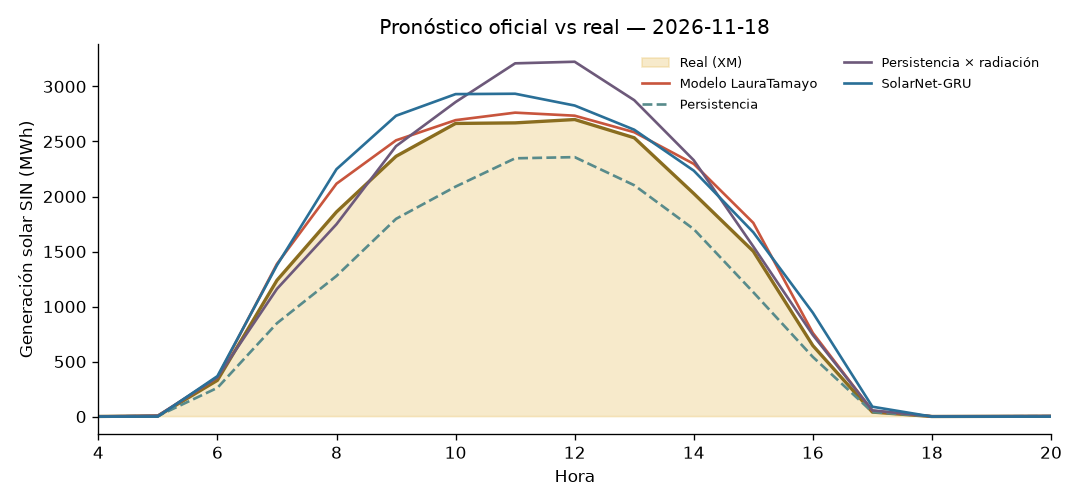 Pronóstico oficial vs real — 2026-11-18
Real (XM)
Modelo LauraTamayo
Persistencia
Persistencia × radiación
SolarNet-GRU
Generación solar SIN (MWh)
3000
2500
2000
1500
1000
500
0
4 6 8 10 12 14 16 18 20
Hora